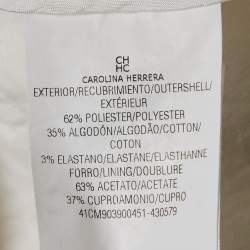 CH
HC
CAROLINA HERRERA
EXTERIOR/RECUBRIMIENTO/OUTERSHELL/
EXTÉRIEUR
62% POLIESTER/POLYESTER
35% ALGODÓN/ALGODÃO/COTTON/
COTON
3% ELASTANO/ELASTANE/ELASTHANNE
FORRO/LINING/DOUBLURE
63% ACETATO/ACETATE
37% CUPRO/CUPROAMONIO/CUPRO
41CM903900451-430579